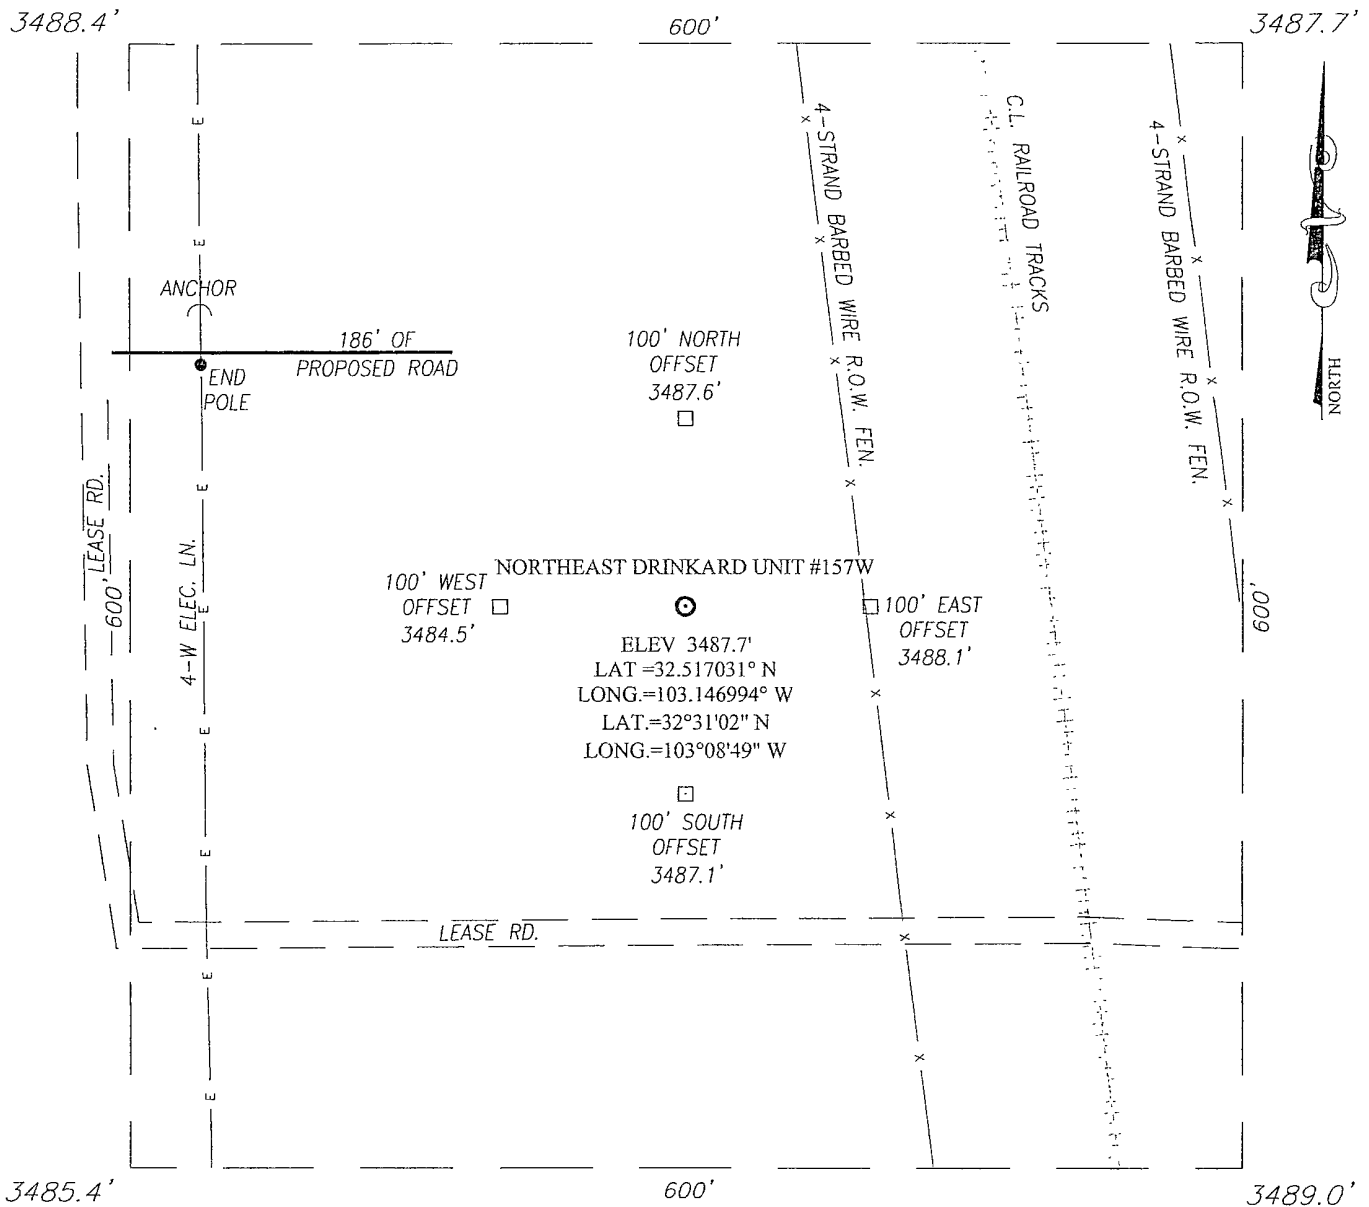 3488.4'
600'
3487.7'
4-STRAND BARBED WIRE R.O.W. FEN.
C.L. RAILROAD TRACKS
4-STRAND BARBED WIRE R.O.W. FEN.
NORTH
ANCHOR
186' OF
PROPOSED ROAD
END
POLE
100' NORTH
OFFSET
3487.6'
LEASE RD.
600'
4-W ELEC. LN.
100' WEST
OFFSET
3484.5'
NORTHEAST DRINKARD UNIT #157W
100' EAST
OFFSET
3488.1'
600'
ELEV 3487.7'
LAT =32.517031° N
LONG.=103.146994° W
LAT.=32°31'02" N
LONG.=103°08'49" W
100' SOUTH
OFFSET
3487.1'
LEASE RD.
3485.4'
600'
3489.0'